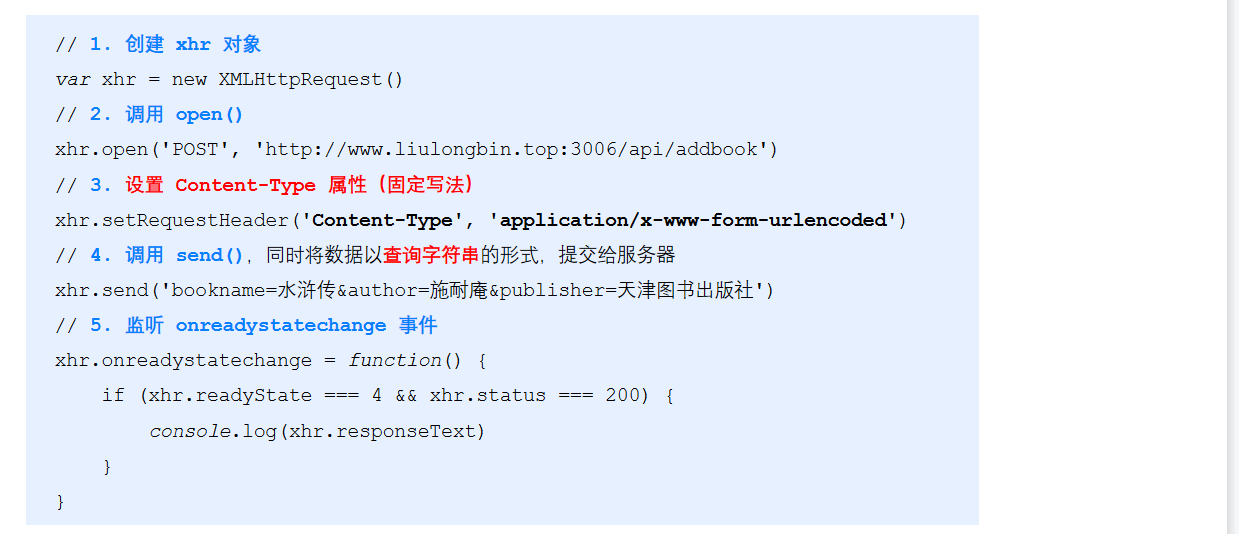 // 1. 创建 xhr 对象
var xhr = new XMLHttpRequest()
// 2. 调用 open()
xhr.open('POST', 'http://www.liulongbin.top:3006/api/addbook')
// 3. 设置 Content-Type 属性（固定写法）
xhr.setRequestHeader('Content-Type', 'application/x-www-form-urlencoded')
// 4. 调用 send()，同时将数据以查询字符串的形式，提交给服务器
xhr.send('bookname=水浒传&author=施耐庵&publisher=天津图书出版社')
// 5. 监听 onreadystatechange 事件
xhr.onreadystatechange = function() {
    if (xhr.readyState === 4 && xhr.status === 200) {
        console.log(xhr.responseText)
    }
}